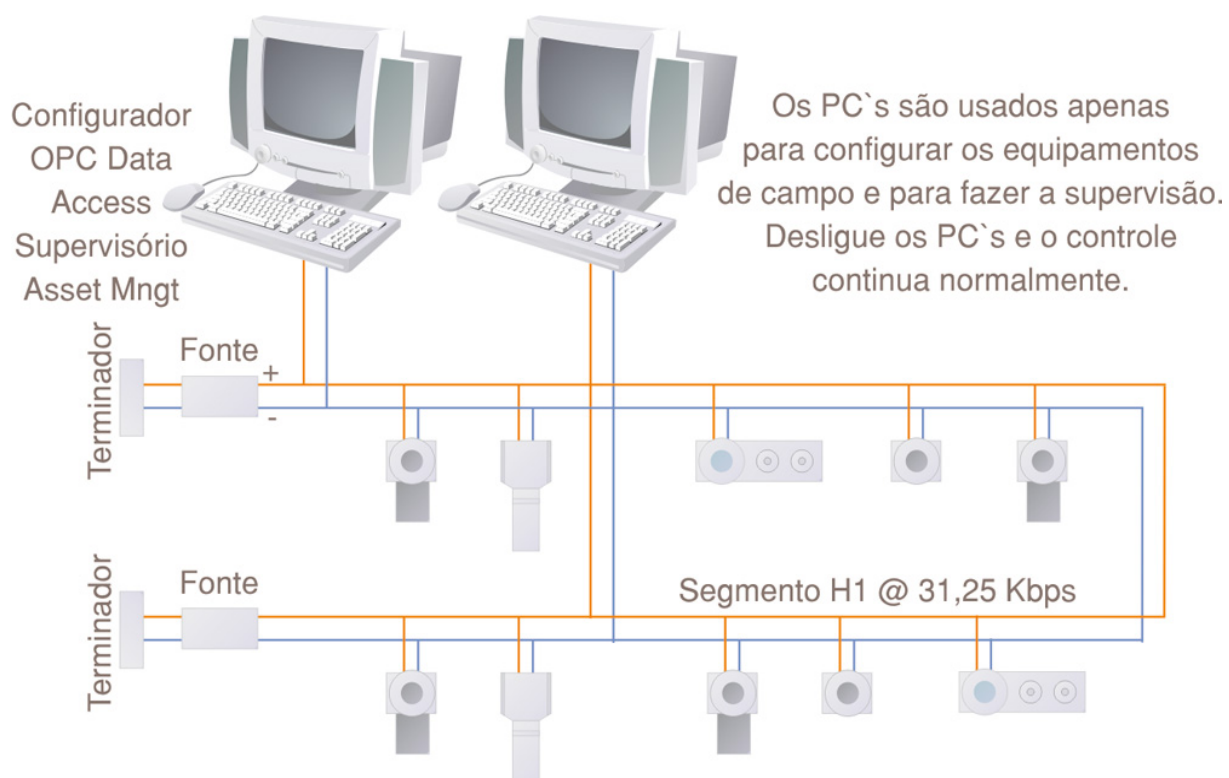 Configurador
OPC Data
Access
Supervisório
Asset Mngt
Os PC`s são usados apenas
para configurar os equipamentos
de campo e para fazer a supervisão.
Desligue os PC`s e o controle
continua normalmente.
Terminador
Fonte
+
-
Terminador
Fonte
Segmento H1 @ 31,25 Kbps